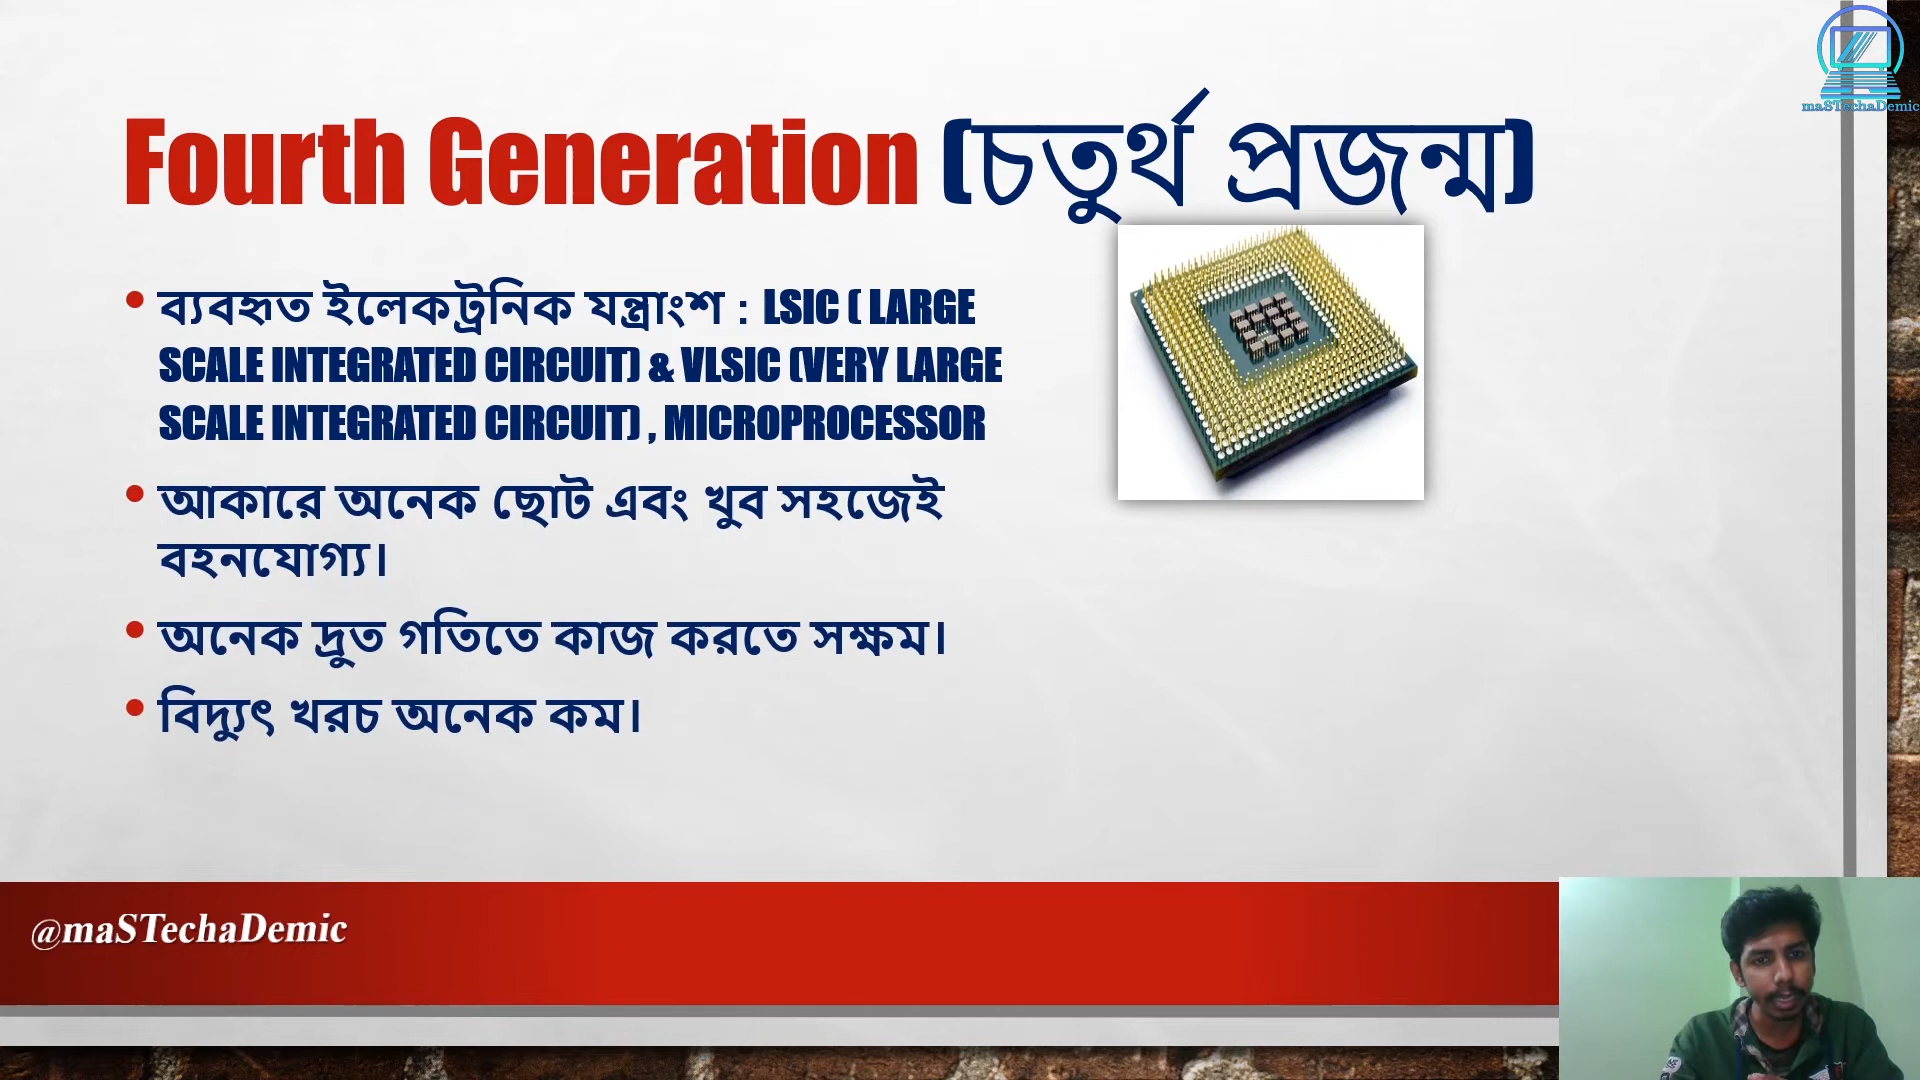 maSTechaDemic
Fourth Generation (চতুর্থ প্রজন্ম)
• ব্যবহৃত ইলেকট্রনিক যন্ত্রাংশ : LSIC ( LARGE
SCALE INTEGRATED CIRCUIT) & VLSIC (VERY LARGE
SCALE INTEGRATED CIRCUIT) , MICROPROCESSOR
• আকারে অনেক ছোট এবং খুব সহজেই
বহনযোগ্য।
• অনেক দ্রুত গতিতে কাজ করতে সক্ষম।
• বিদ্যুৎ খরচ অনেক কম।
@maSTechaDemic